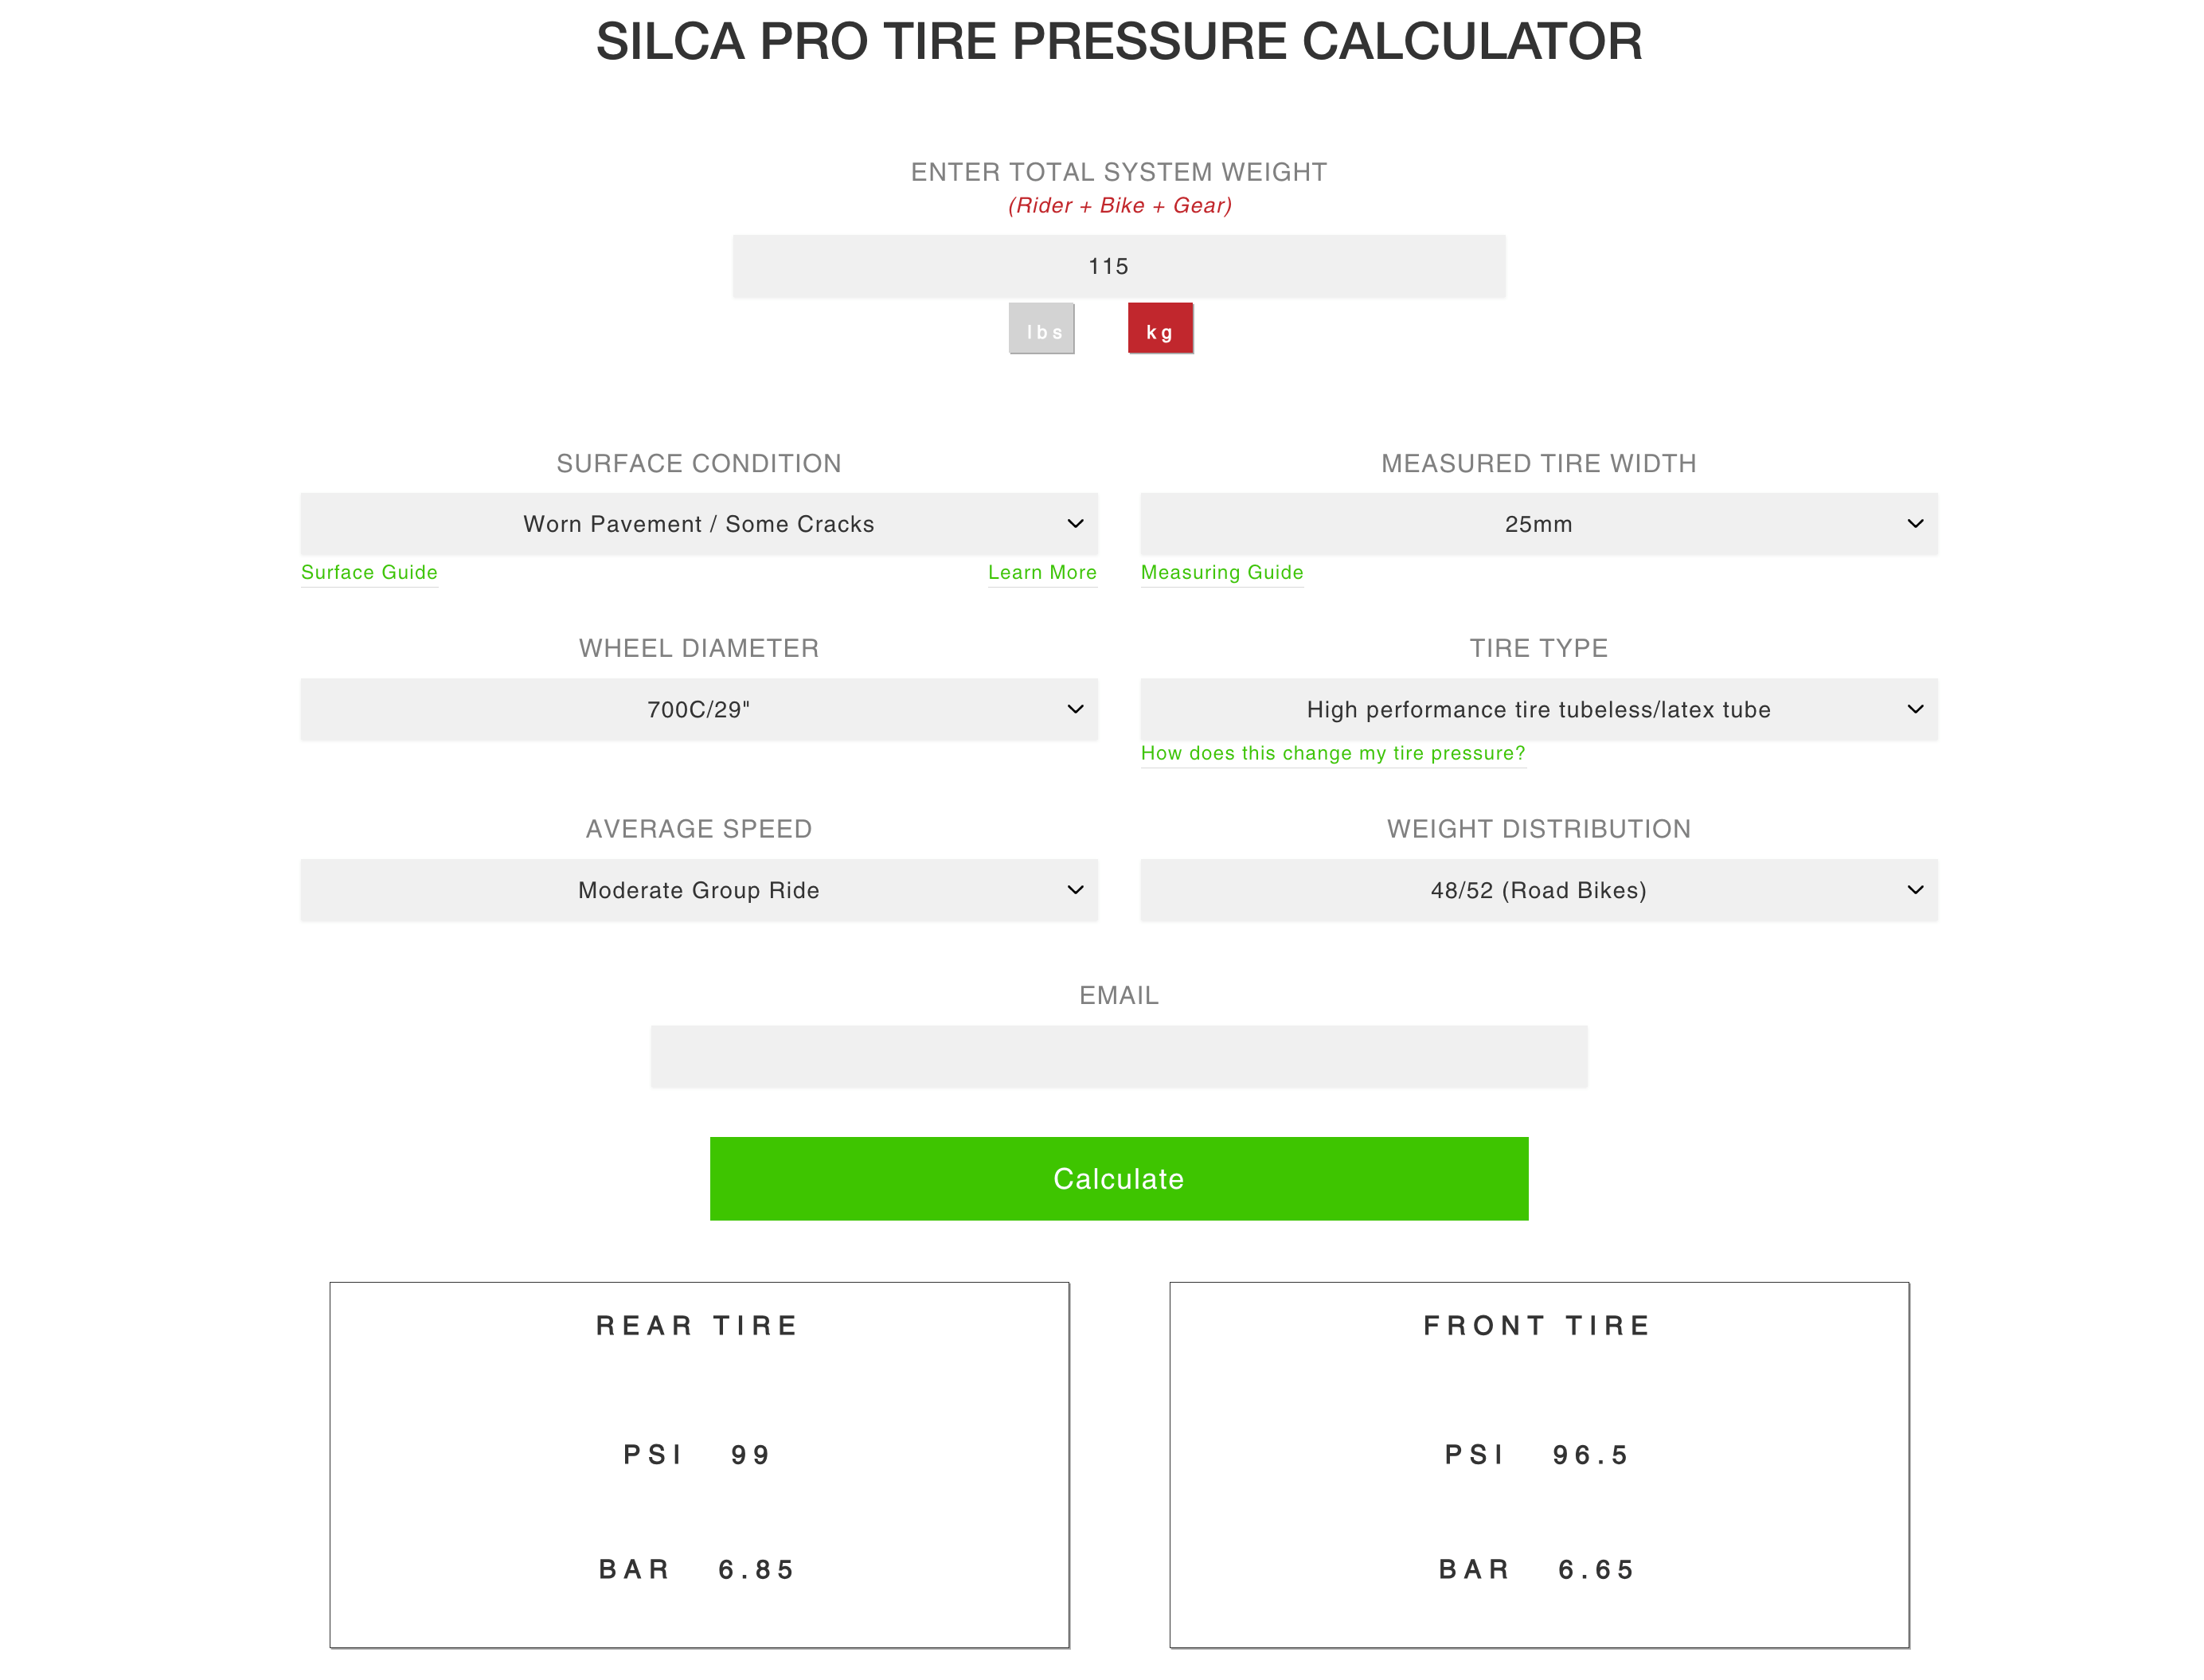 SILCA PRO TIRE PRESSURE CALCULATOR
ENTER TOTAL SYSTEM WEIGHT
(Rider + Bike + Gear)
115
lbs
kg
SURFACE CONDITION
Worn Pavement / Some Cracks
Surface Guide
Learn More
MEASURED TIRE WIDTH
25mm
Measuring Guide
WHEEL DIAMETER
700C/29"
TIRE TYPE
High performance tire tubeless/latex tube
How does this change my tire pressure?
AVERAGE SPEED
Moderate Group Ride
WEIGHT DISTRIBUTION
48/52 (Road Bikes)
EMAIL
Calculate
REAR TIRE
PSI 99
BAR 6.85
FRONT TIRE
PSI 96.5
BAR 6.65